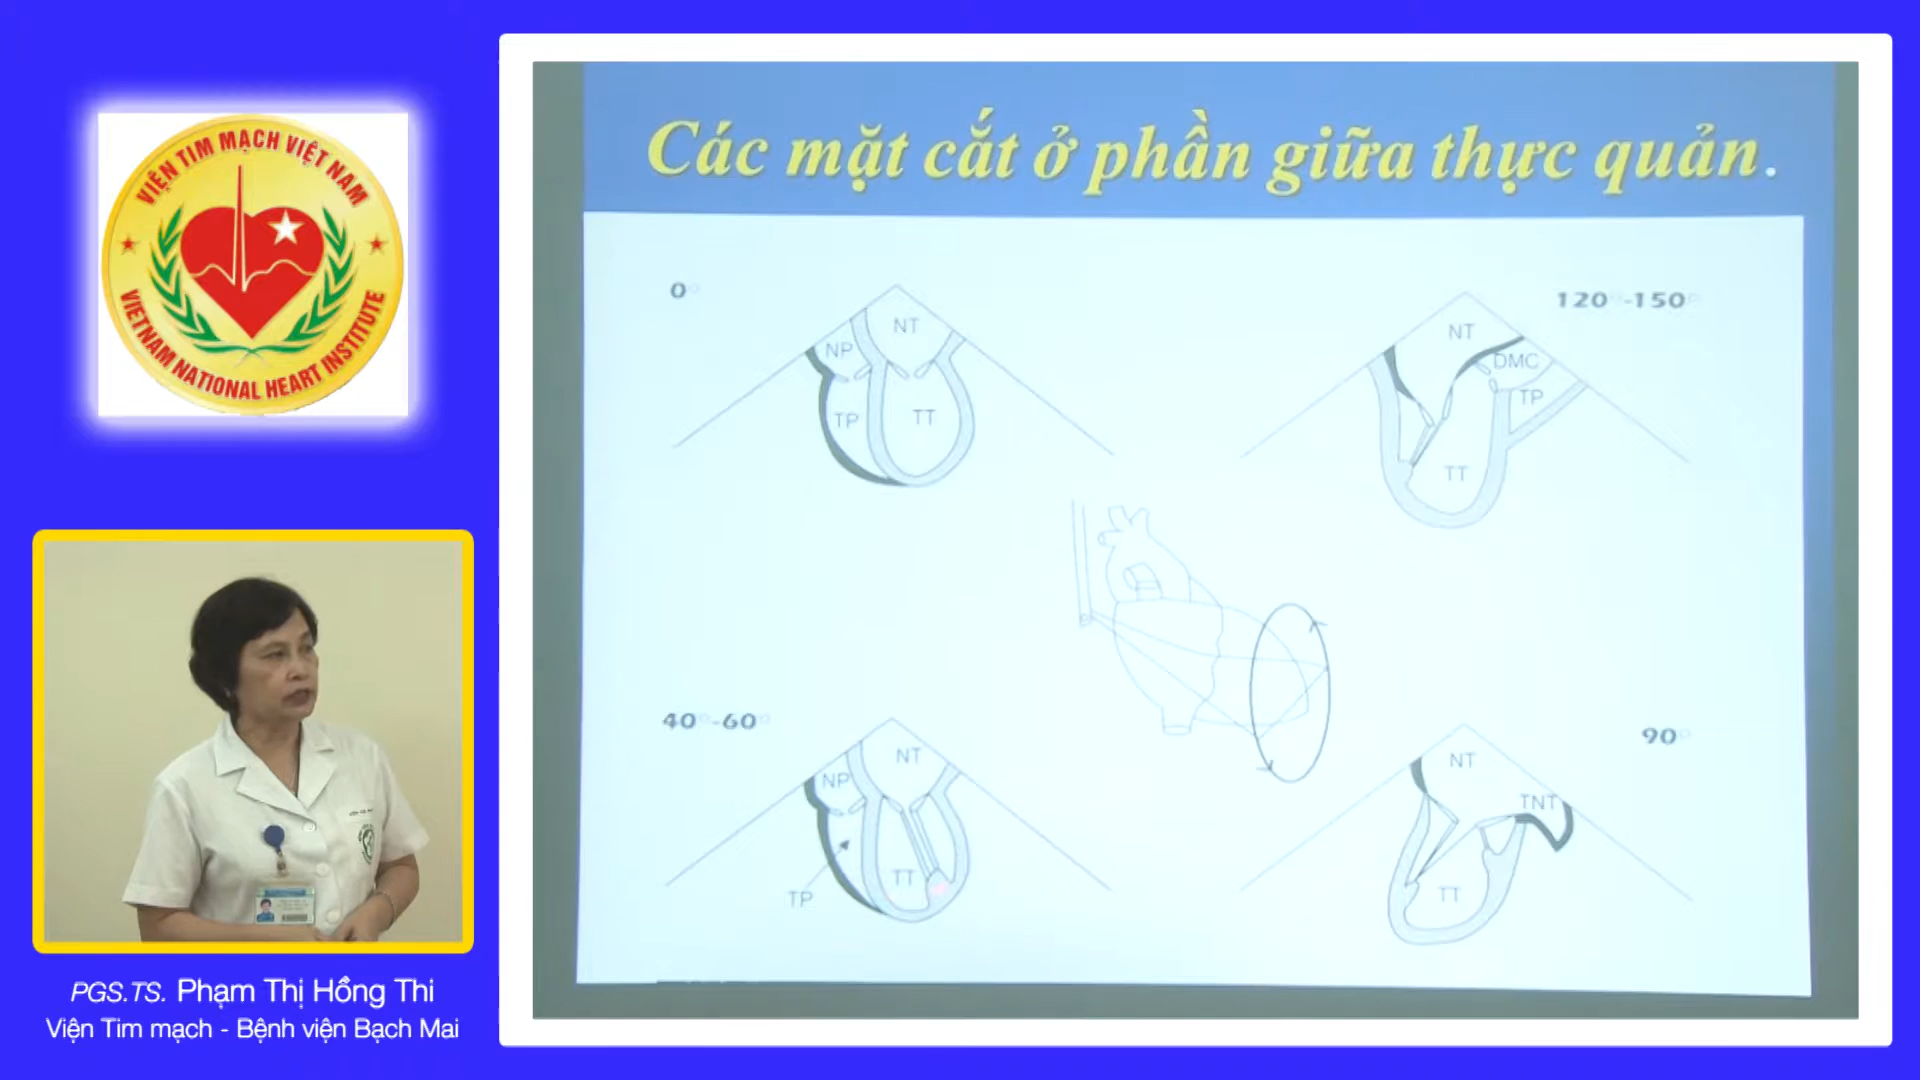 VIỆN TIM MẠCH VIỆT NAM
VIETNAM NATIONAL HEART INSTITUTE
PGS.TS. Phạm Thị Hồng Thi
Viện Tim mạch - Bệnh viện Bạch Mai
Các mặt cắt ở phần giữa thực quản.
0°
NT
NP
TP
TT
120°-150°
NT
DMC
TP
TT
40°-60°
NT
NP
TT
TP
90°
NT
TNT
TT